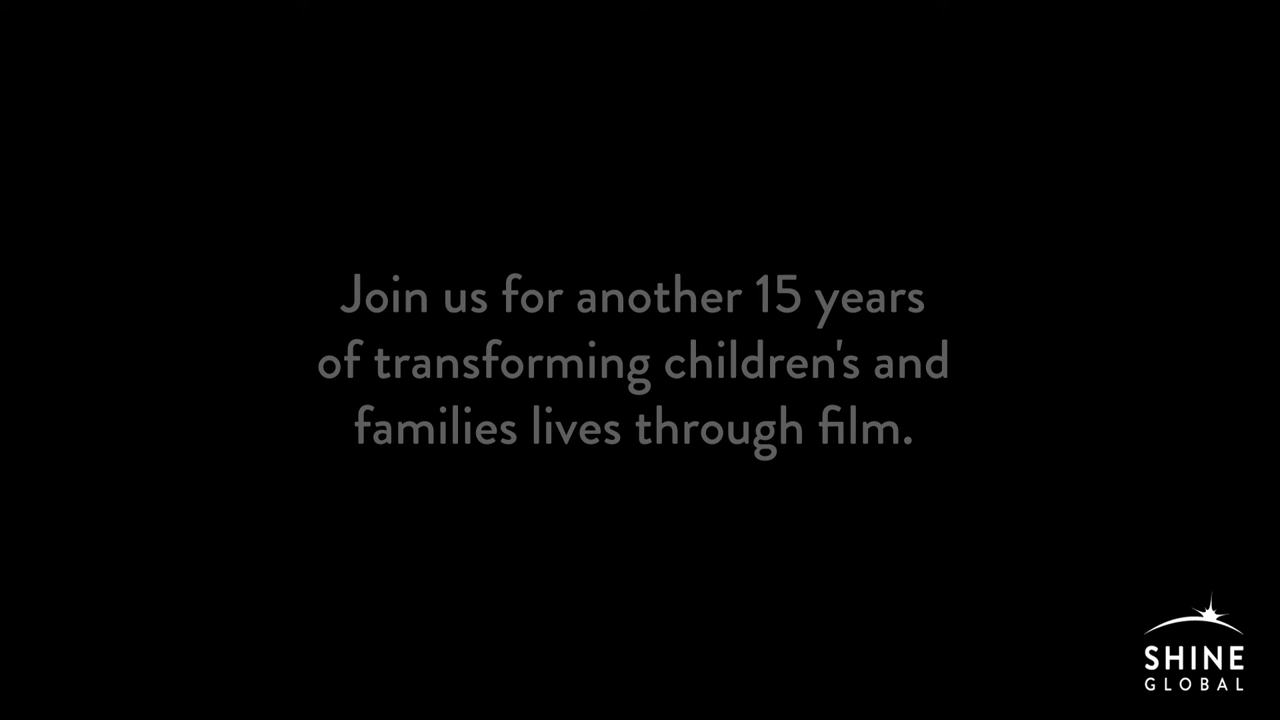 Join us for another 15 years
of transforming children's and
families lives through film.
SHINE
GLOBAL